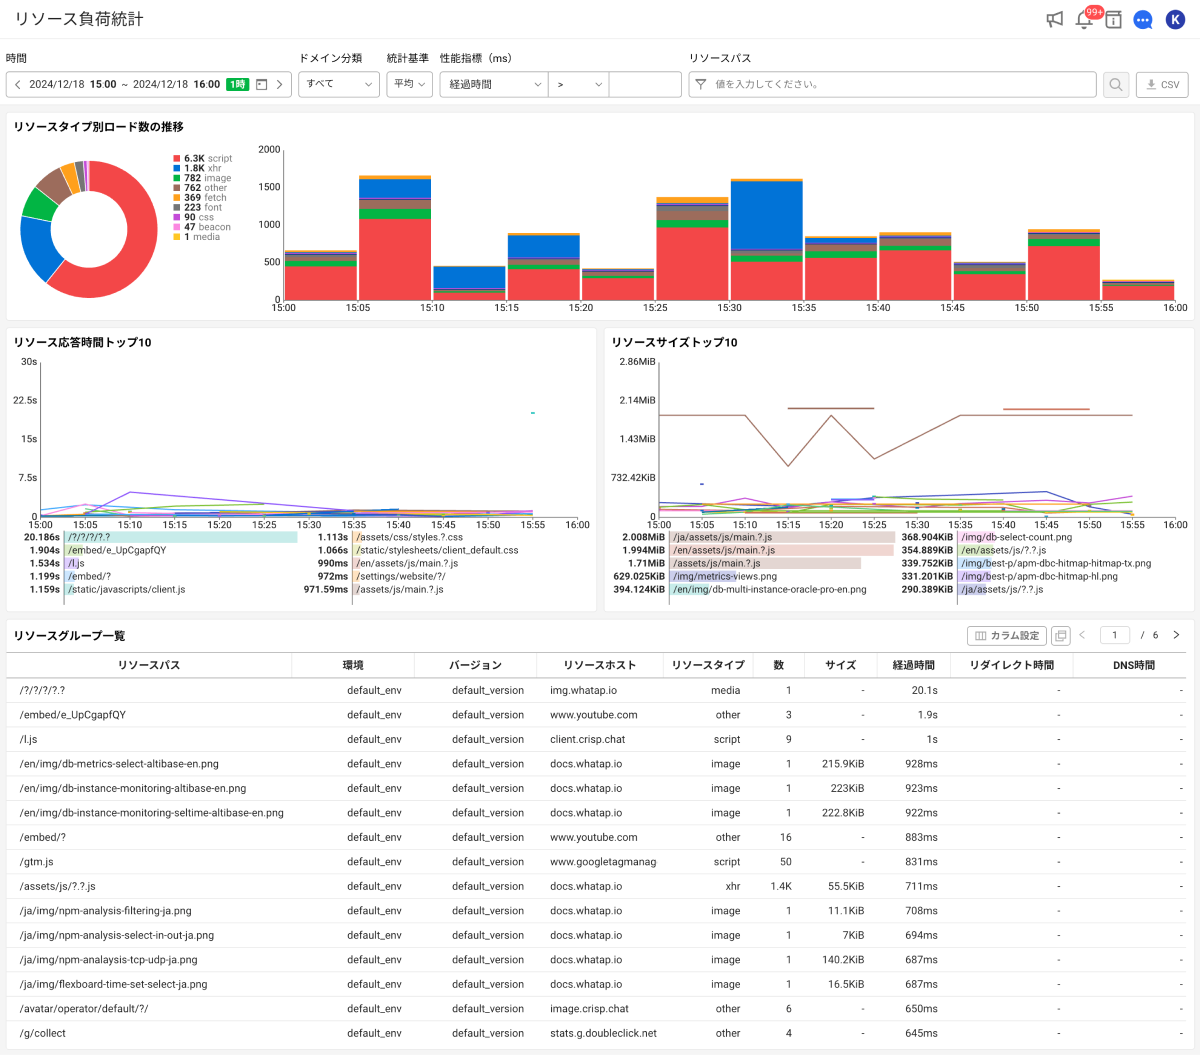 リソース負荷統計
99+
K
時間
ドメイン分類
統計基準
性能指標（ms）
リソースパス
2024/12/18 15:00 ~ 2024/12/18 16:00 1時
すべて
平均
経過時間
>
値を入力してください。
CSV
リソースタイプ別ロード数の推移
6.3K script
1.8K xhr
782 image
762 other
369 fetch
223 font
90 css
47 beacon
1 media
2000
1500
1000
500
0
15:00 15:05 15:10 15:15 15:20 15:25 15:30 15:35 15:40 15:45 15:50 15:55 16:00
リソース応答時間トップ10
30s
22.5s
15s
7.5s
0
15:00 15:05 15:10 15:15 15:20 15:25 15:30 15:35 15:40 15:45 15:50 15:55 16:00
20.186s /?/?/?/?.?
1.904s /embed/e_UpCgapfQY
1.534s /l.js
1.199s /embed/?
1.159s /static/javascripts/client.js
1.113s /assets/css/styles.?.css
1.066s /static/stylesheets/client_default.css
990ms /en/assets/js/main.?.js
972ms /settings/website/?/
971.59ms /assets/js/main.?.js
リソースサイズトップ10
2.86MiB
2.14MiB
1.43MiB
732.42KiB
0
15:00 15:05 15:10 15:15 15:20 15:25 15:30 15:35 15:40 15:45 15:50 15:55 16:00
2.008MiB /ja/assets/js/main.?.js
1.994MiB /en/assets/js/main.?.js
1.71MiB /assets/js/main.?.js
629.025KiB /img/metrics-views.png
394.124KiB /en/img/db-multi-instance-oracle-pro-en.png
368.904KiB /img/db-select-count.png
354.889KiB /en/assets/js/?.?.js
339.752KiB /img/best-p/apm-dbc-hitmap-hitmap-tx.png
331.201KiB /img/best-p/apm-dbc-hitmap-hl.png
290.389KiB /ja/assets/js/?.?.js
リソースグループ一覧
カラム設定
1 / 6
リソースパス 環境 バージョン リソースホスト リソースタイプ 数 サイズ 経過時間 リダイレクト時間 DNS時間
/?/?/?/?.? default_env default_version img.whatap.io media 1 - 20.1s - -
/embed/e_UpCgapfQY default_env default_version www.youtube.com other 3 - 1.9s - -
/l.js default_env default_version client.crisp.chat script 9 - 1s - -
/en/img/db-metrics-select-altibase-en.png default_env default_version docs.whatap.io image 1 215.9KiB 928ms - -
/en/img/db-instance-monitoring-altibase-en.png default_env default_version docs.whatap.io image 1 223KiB 923ms - -
/en/img/db-instance-monitoring-seltime-altibase-en.png default_env default_version docs.whatap.io image 1 222.8KiB 922ms - -
/embed/? default_env default_version www.youtube.com other 16 - 883ms - -
/gtm.js default_env default_version www.googletagmanag script 50 - 831ms - -
/assets/js/?.?.js default_env default_version docs.whatap.io xhr 1.4K 55.5KiB 711ms - -
/ja/img/npm-analysis-filtering-ja.png default_env default_version docs.whatap.io image 1 11.1KiB 708ms - -
/ja/img/npm-analysis-select-in-out-ja.png default_env default_version docs.whatap.io image 1 7KiB 694ms - -
/ja/img/npm-analaysis-tcp-udp-ja.png default_env default_version docs.whatap.io image 1 140.2KiB 687ms - -
/ja/img/flexboard-time-set-select-ja.png default_env default_version docs.whatap.io image 1 16.5KiB 687ms - -
/avatar/operator/default/?/ default_env default_version image.crisp.chat other 6 - 650ms - -
/g/collect default_env default_version stats.g.doubleclick.net other 4 - 645ms - -